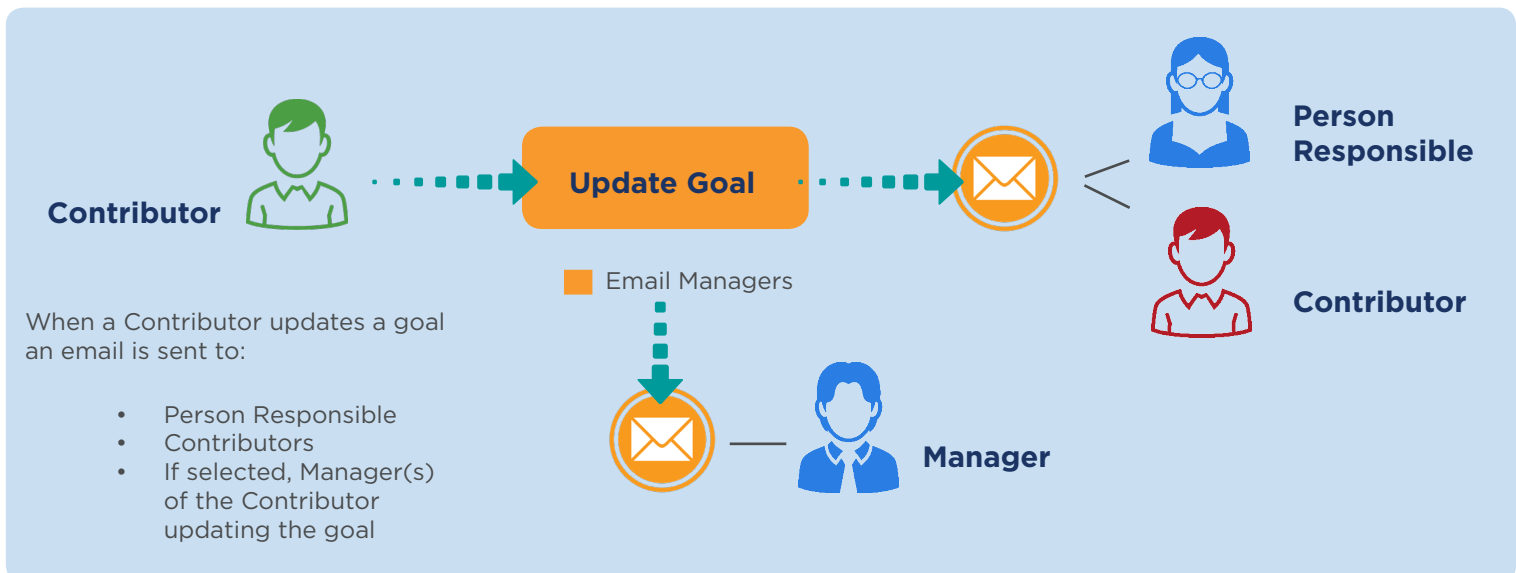 Contributor
Update Goal
Person
Responsible
Contributor
Email Managers
Manager
When a Contributor updates a goal
an email is sent to:
• Person Responsible
• Contributors
• If selected, Manager(s)
of the Contributor
updating the goal